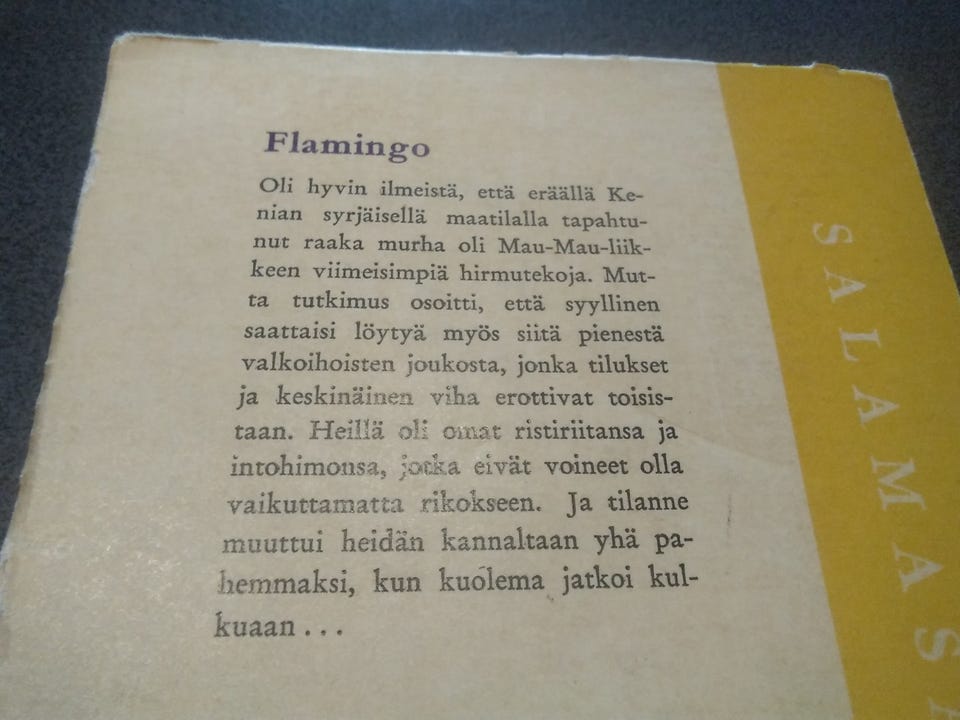 Flamingo
Oli hyvin ilmeistä, että eräällä Ke-
nian syrjäisellä maatilalla tapahtu-
nut raaka murha oli Mau-Mau-liik-
keen viimeisimpiä hirmutekoja. Mut-
ta tutkimus osoitti, että syyllinen
saattaisi löytyä myös siitä pienestä
valkoihoisten joukosta, jonka tilukset
ja keskinäinen viha erottivat toisis-
taan. Heillä oli omat ristiriitansa ja
intohimonsa, jotka eivät voineet olla
vaikuttamatta rikokseen. Ja tilanne
muuttui heidän kannaltaan yhä pa-
hemmaksi, kun kuolema jatkoi kul-
kuaan . . .
SALAMAS